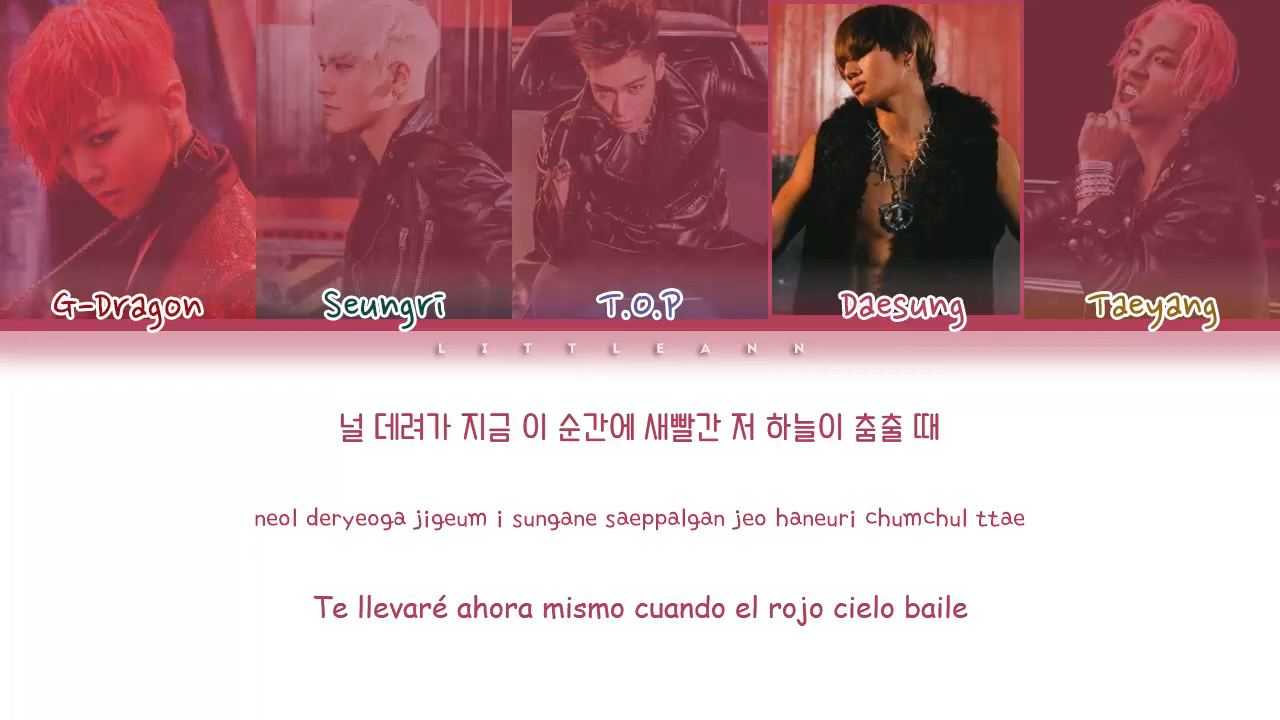 G-Dragon Seungri T.O.P Daesung Taeyang
LITTLEANN
널 데려가 지금 이 순간에 새빨간 저 하늘이 춤출 때
neol deryeoga jigeum i sungane saeppalgan jeo haneuri chumchul ttae
Te llevaré ahora mismo cuando el rojo cielo baile